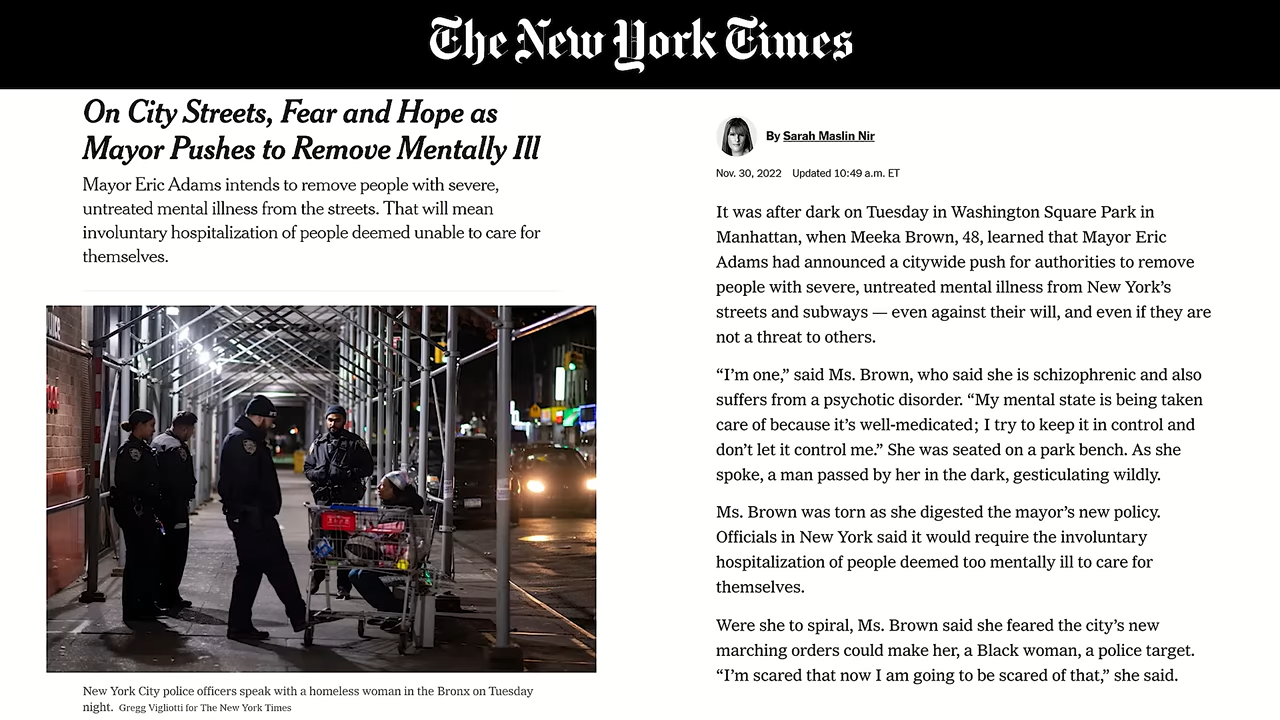 The New York Times
On City Streets, Fear and Hope as
Mayor Pushes to Remove Mentally Ill
Mayor Eric Adams intends to remove people with severe,
untreated mental illness from the streets. That will mean
involuntary hospitalization of people deemed unable to care for
themselves.
New York City police officers speak with a homeless woman in the Bronx on Tuesday
night. Gregg Vigliotti for The New York Times
By Sarah Maslin Nir
Nov. 30, 2022 Updated 10:49 a.m. ET
It was after dark on Tuesday in Washington Square Park in
Manhattan, when Meeka Brown, 48, learned that Mayor Eric
Adams had announced a citywide push for authorities to remove
people with severe, untreated mental illness from New York’s
streets and subways — even against their will, and even if they are
not a threat to others.
“I’m one,” said Ms. Brown, who said she is schizophrenic and also
suffers from a psychotic disorder. “My mental state is being taken
care of because it’s well-medicated; I try to keep it in control and
don’t let it control me.” She was seated on a park bench. As she
spoke, a man passed by her in the dark, gesticulating wildly.
Ms. Brown was torn as she digested the mayor’s new policy.
Officials in New York said it would require the involuntary
hospitalization of people deemed too mentally ill to care for
themselves.
Were she to spiral, Ms. Brown said she feared the city’s new
marching orders could make her, a Black woman, a police target.
“I’m scared that now I am going to be scared of that,” she said.